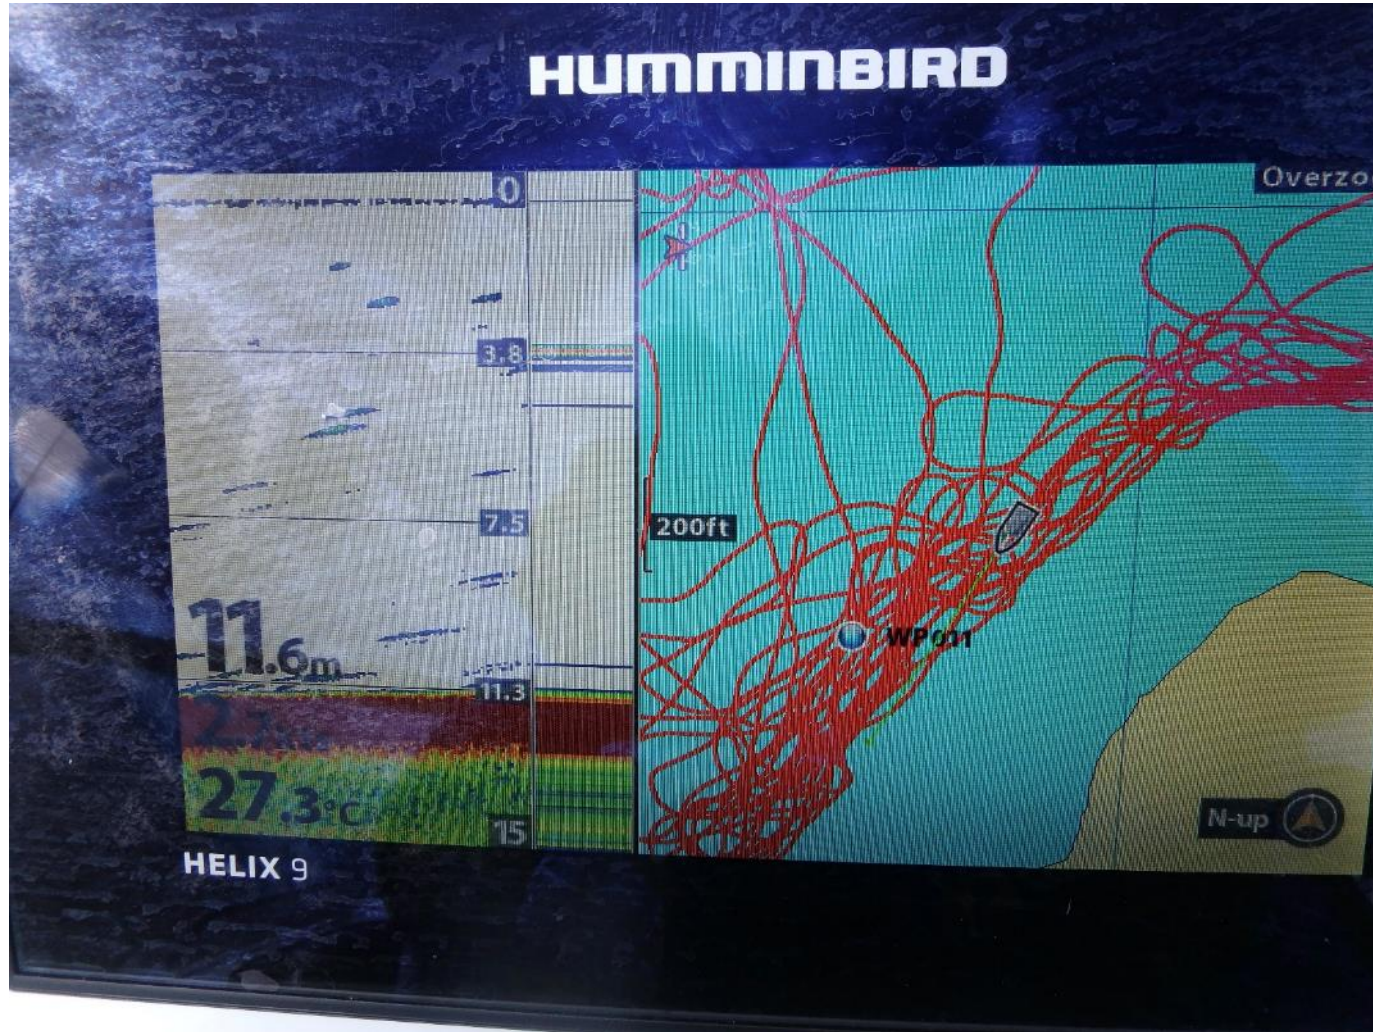 HUMMINBIRD
0
3.8
7.5
11.3
15
11.6m
27.3°C
Overzo
200ft
WP001
N-up
HELIX 9